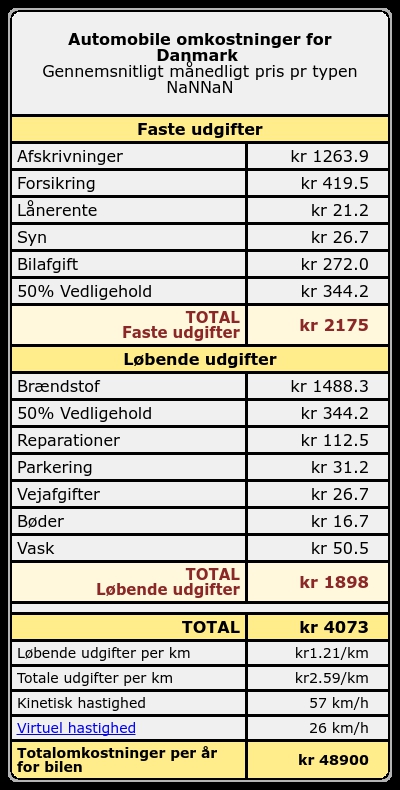 Automobile omkostninger for
Danmark
Gennemsnitligt månedligt pris pr typen
NaNNaN
Faste udgifter
Afskrivninger kr 1263.9
Forsikring kr 419.5
Lånerente kr 21.2
Syn kr 26.7
Bilafgift kr 272.0
50% Vedligehold kr 344.2
TOTAL
Faste udgifter kr 2175
Løbende udgifter
Brændstof kr 1488.3
50% Vedligehold kr 344.2
Reparationer kr 112.5
Parkering kr 31.2
Vejafgifter kr 26.7
Bøder kr 16.7
Vask kr 50.5
TOTAL
Løbende udgifter kr 1898
TOTAL kr 4073
Løbende udgifter per km kr1.21/km
Totale udgifter per km kr2.59/km
Kinetisk hastighed 57 km/h
Virtuel hastighed 26 km/h
Totalomkostninger per år
for bilen kr 48900